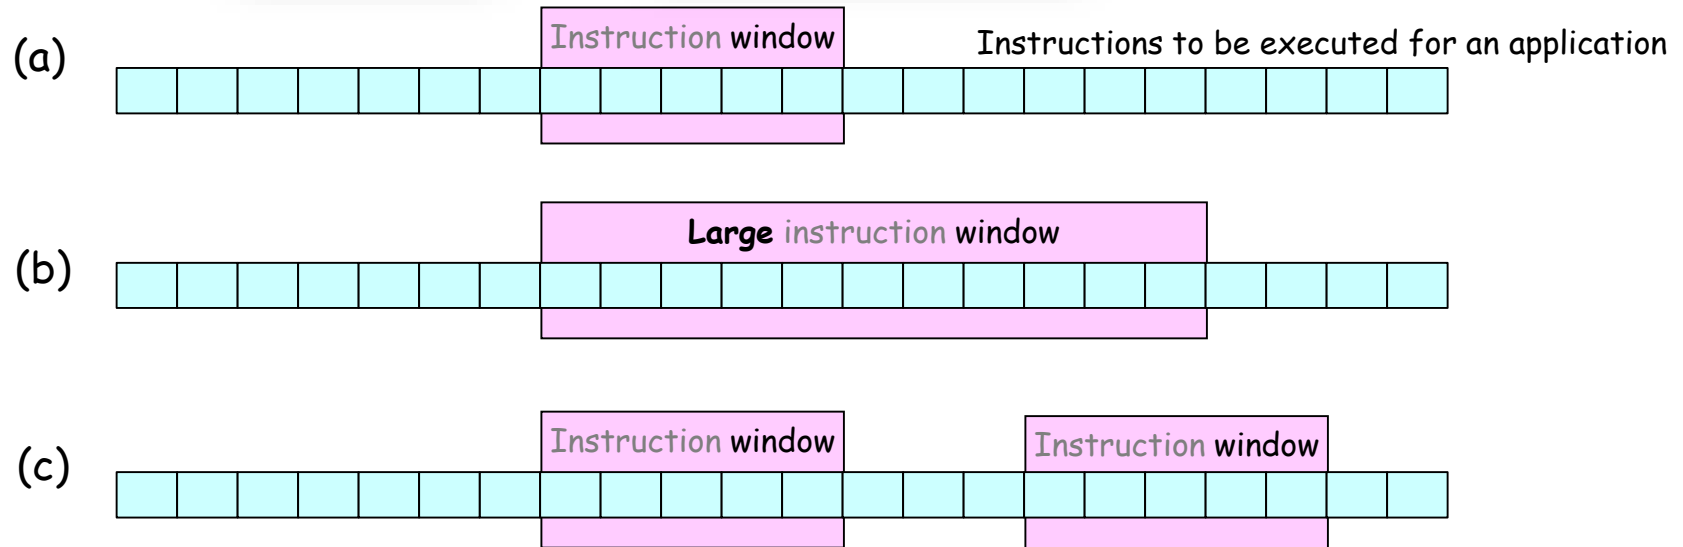 (a)
Instruction window
Instructions to be executed for an application
(b)
Large instruction window
(c)
Instruction window
Instruction window